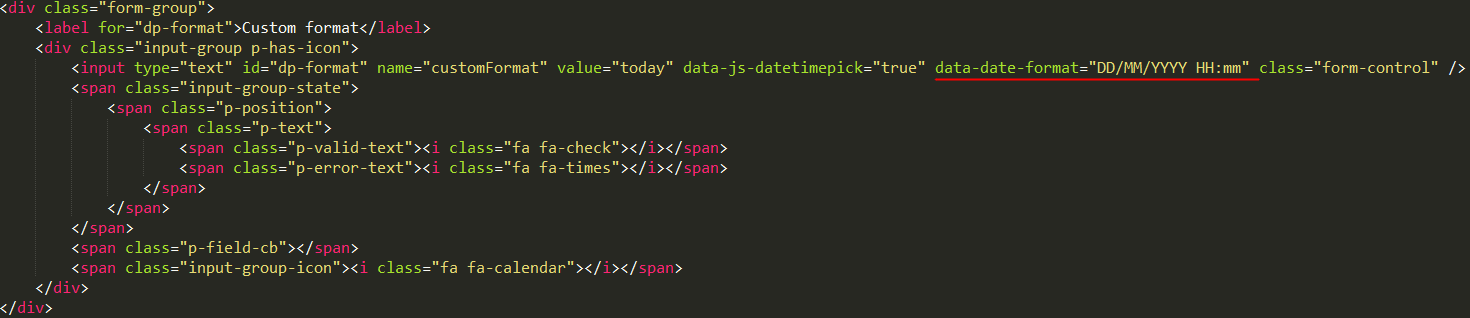 <div class="form-group">
    <label for="dp-format">Custom format</label>
    <div class="input-group p-has-icon">
        <input type="text" id="dp-format" name="customFormat" value="today" data-js-datetimepick="true" data-date-format="DD/MM/YYYY HH:mm" class="form-control" />
        <span class="input-group-state">
            <span class="p-position">
                <span class="p-text">
                    <span class="p-valid-text"><i class="fa fa-check"></i></span>
                    <span class="p-error-text"><i class="fa fa-times"></i></span>
                </span>
            </span>
        </span>
        <span class="p-field-cb"></span>
        <span class="input-group-icon"><i class="fa fa-calendar"></i></span>
    </div>
</div>